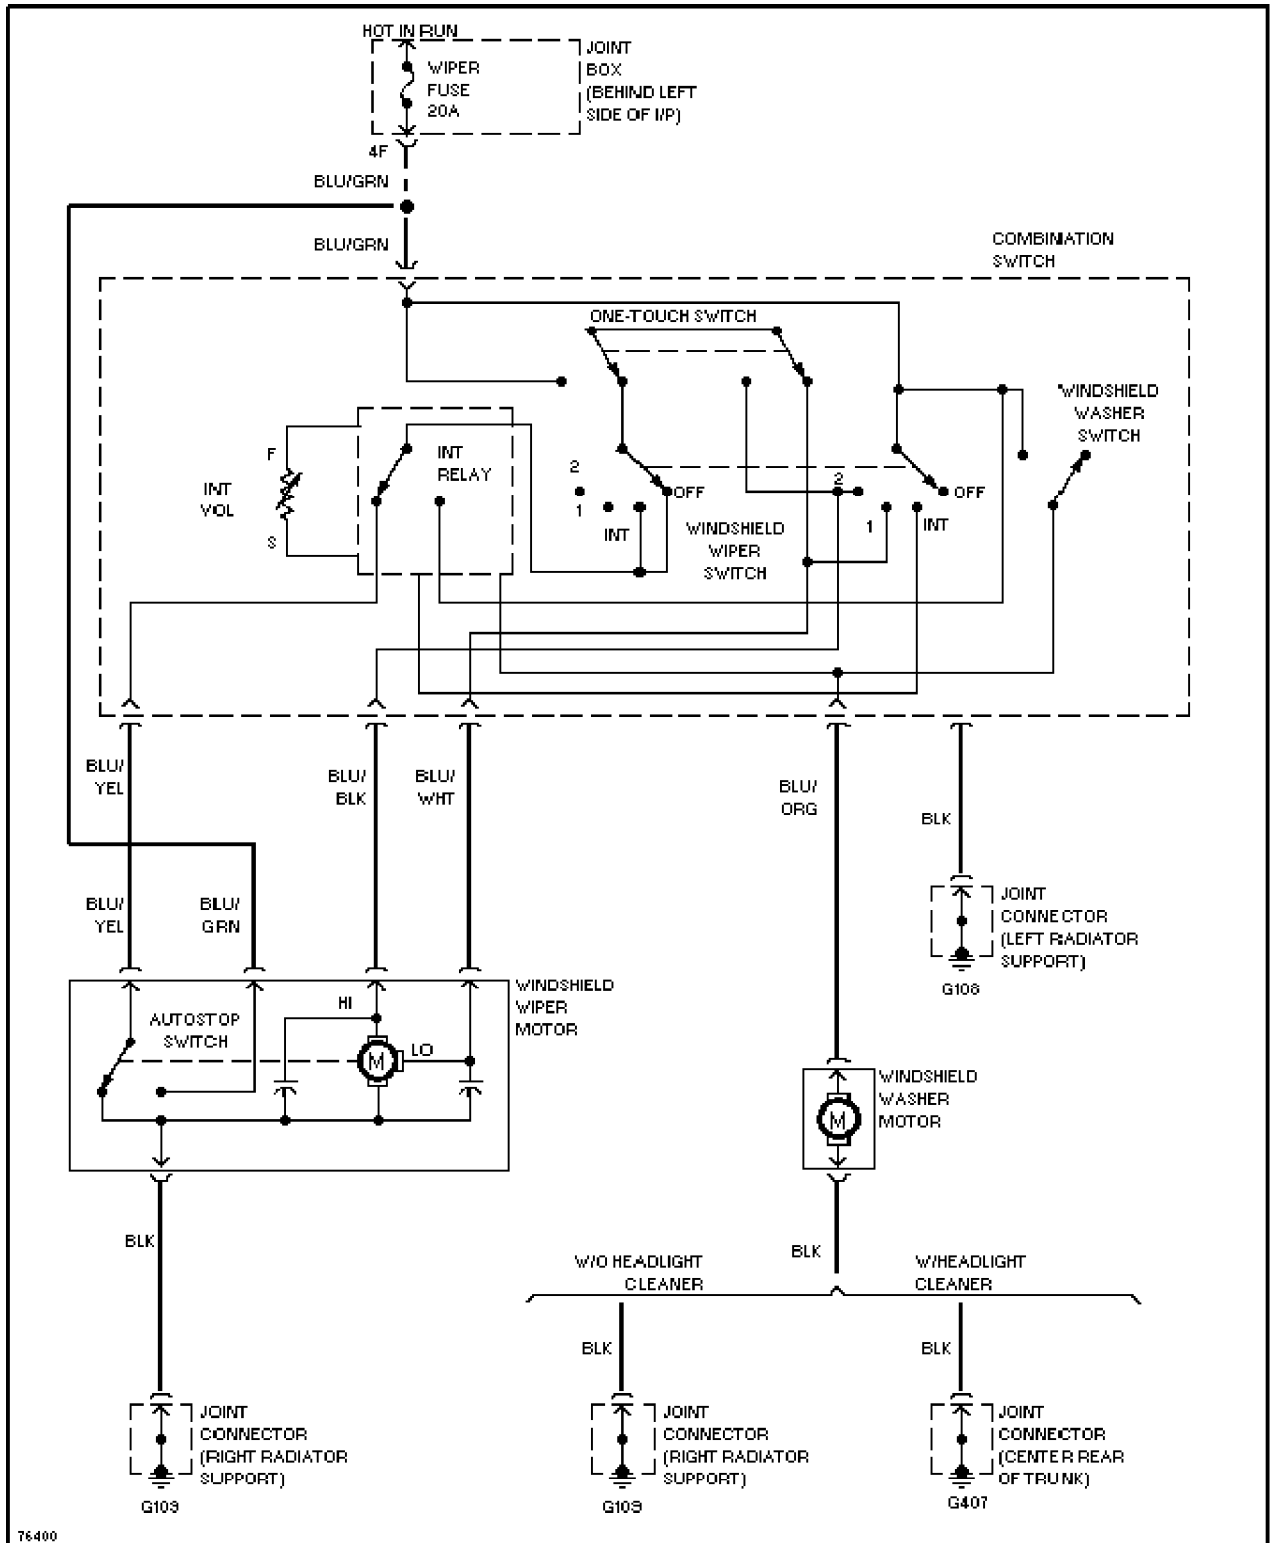 HOT IN RUN
WIPER
FUSE
20A
JOINT
BOX
(BEHIND LEFT
SIDE OF I/P)
4F
BLU/GRN
BLU/GRN
COMBINATION
SWITCH
ONE-TOUCH SWITCH
WINDSHIELD
WASHER
SWITCH
F
INT
VOL
S
INT
RELAY
2
1
INT
OFF
WINDSHIELD
WIPER
SWITCH
2
1
INT
OFF
BLU/
YEL
BLU/
BLK
BLU/
WHT
BLU/
ORG
BLK
BLU/
YEL
BLU/
GRN
JOINT
CONNECTOR
(LEFT RADIATOR
SUPPORT)
G108
WINDSHIELD
WIPER
MOTOR
AUTOSTOP
SWITCH
HI
M
LO
WINDSHIELD
WASHER
MOTOR
M
BLK
BLK
W/O HEADLIGHT
CLEANER
W/HEADLIGHT
CLEANER
BLK
BLK
JOINT
CONNECTOR
(RIGHT RADIATOR
SUPPORT)
G109
JOINT
CONNECTOR
(RIGHT RADIATOR
SUPPORT)
G109
JOINT
CONNECTOR
(CENTER REAR
OF TRUNK)
G407
76400